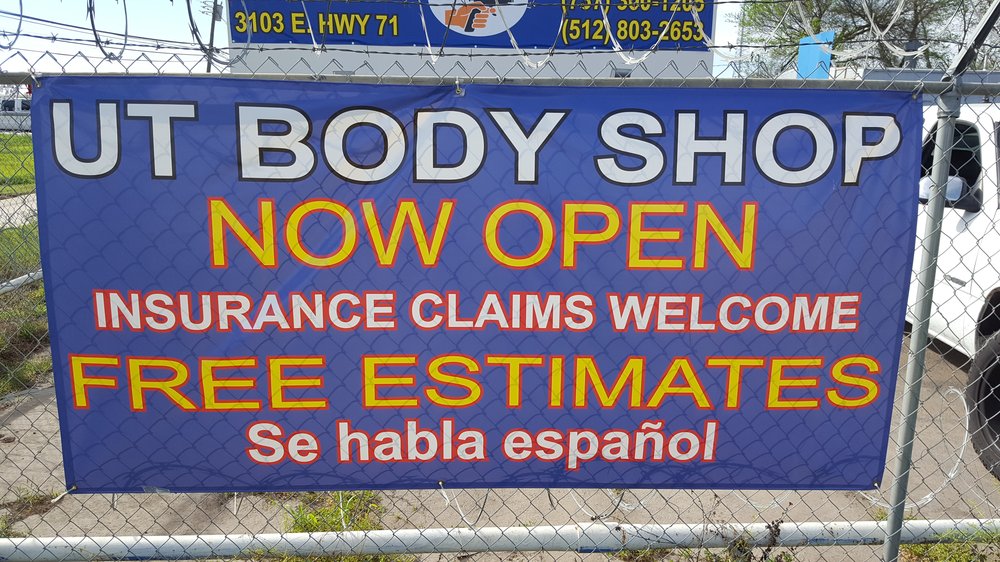 3103 E. HWY 71
(512) 803-2653
UT BODY SHOP
NOW OPEN
INSURANCE CLAIMS WELCOME
FREE ESTIMATES
Se habla español